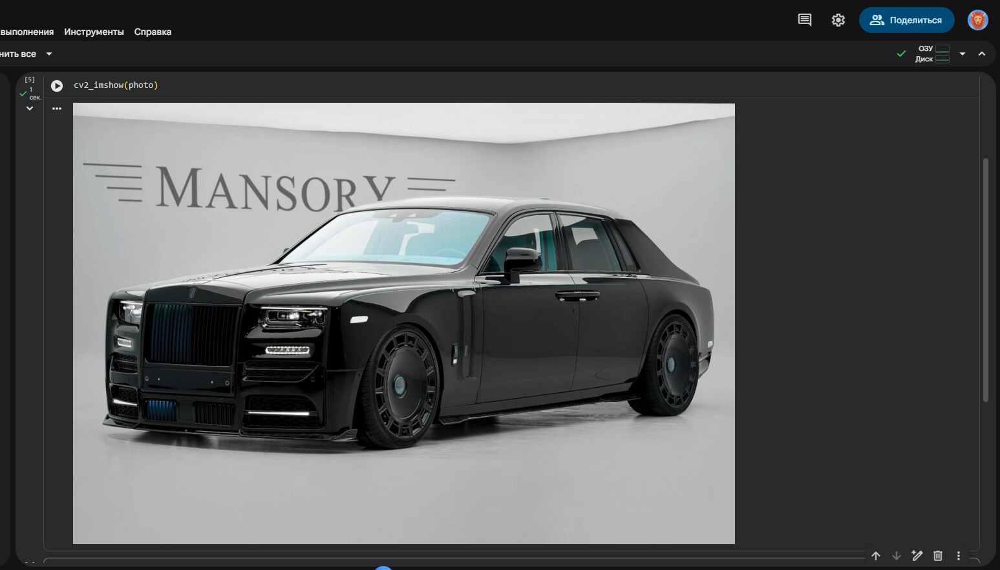 выполнения Инструменты Справка
Поделиться
нить все
ОЗУ
Диск
[5]
1
сек.
cv2_imshow(photo)
MANSORY